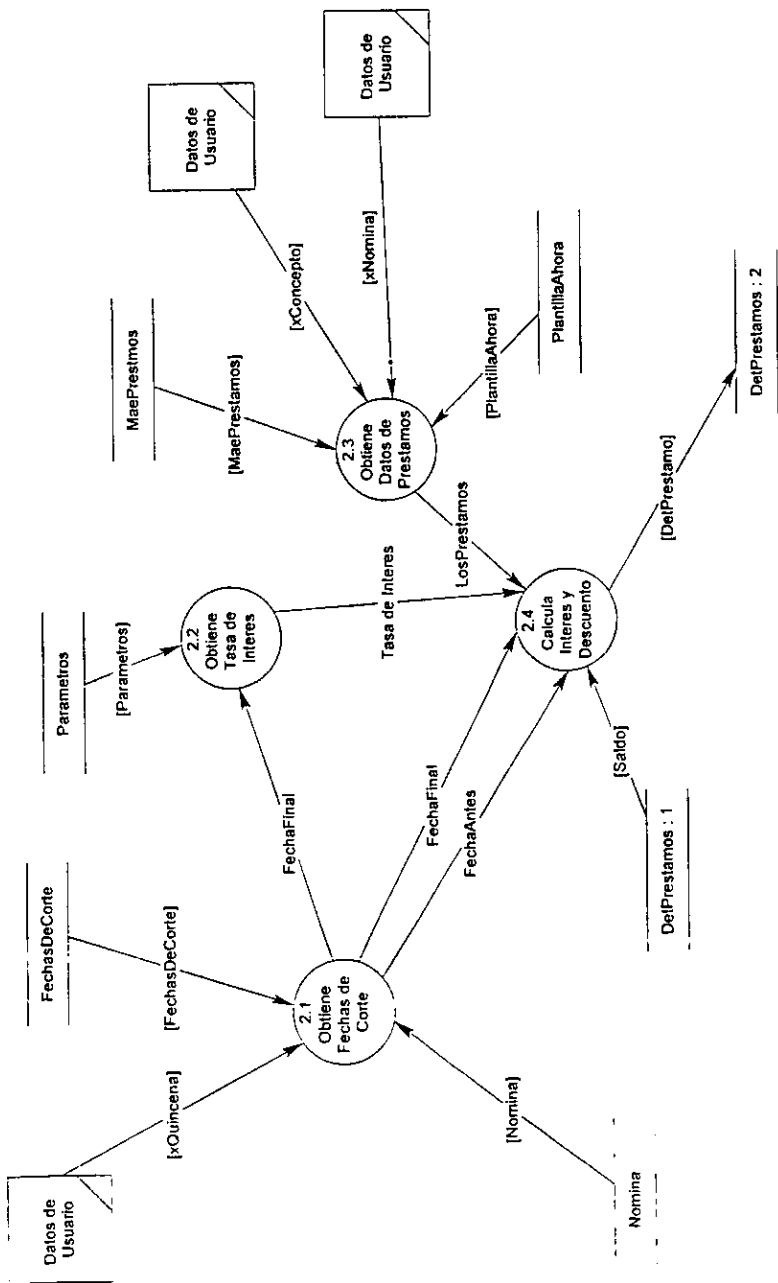 Datos de
Usuario
[xQuincena]
FechasDeCorte
[FechasDeCorte]
Nomina
[Nomina]
2.1
Obtiene
Fechas de
Corte
FechaFinal
FechaFinal
FechaAntes
Parametros
[Parametros]
2.2
Obtiene
Tasa de
Interes
Tasa de Interes
DetPrestamos : 1
[Saldo]
2.4
Calcula
Interes y
Descuento
MaePrestmos
[MaePrestamos]
Datos de
Usuario
[xConcepto]
Datos de
Usuario
[xNomina]
2.3
Obtiene
Datos de
Prestamos
LosPrestamos
[PlantillaAhora]
PlantillaAhora
[DetPrestamo]
DetPrestamos : 2